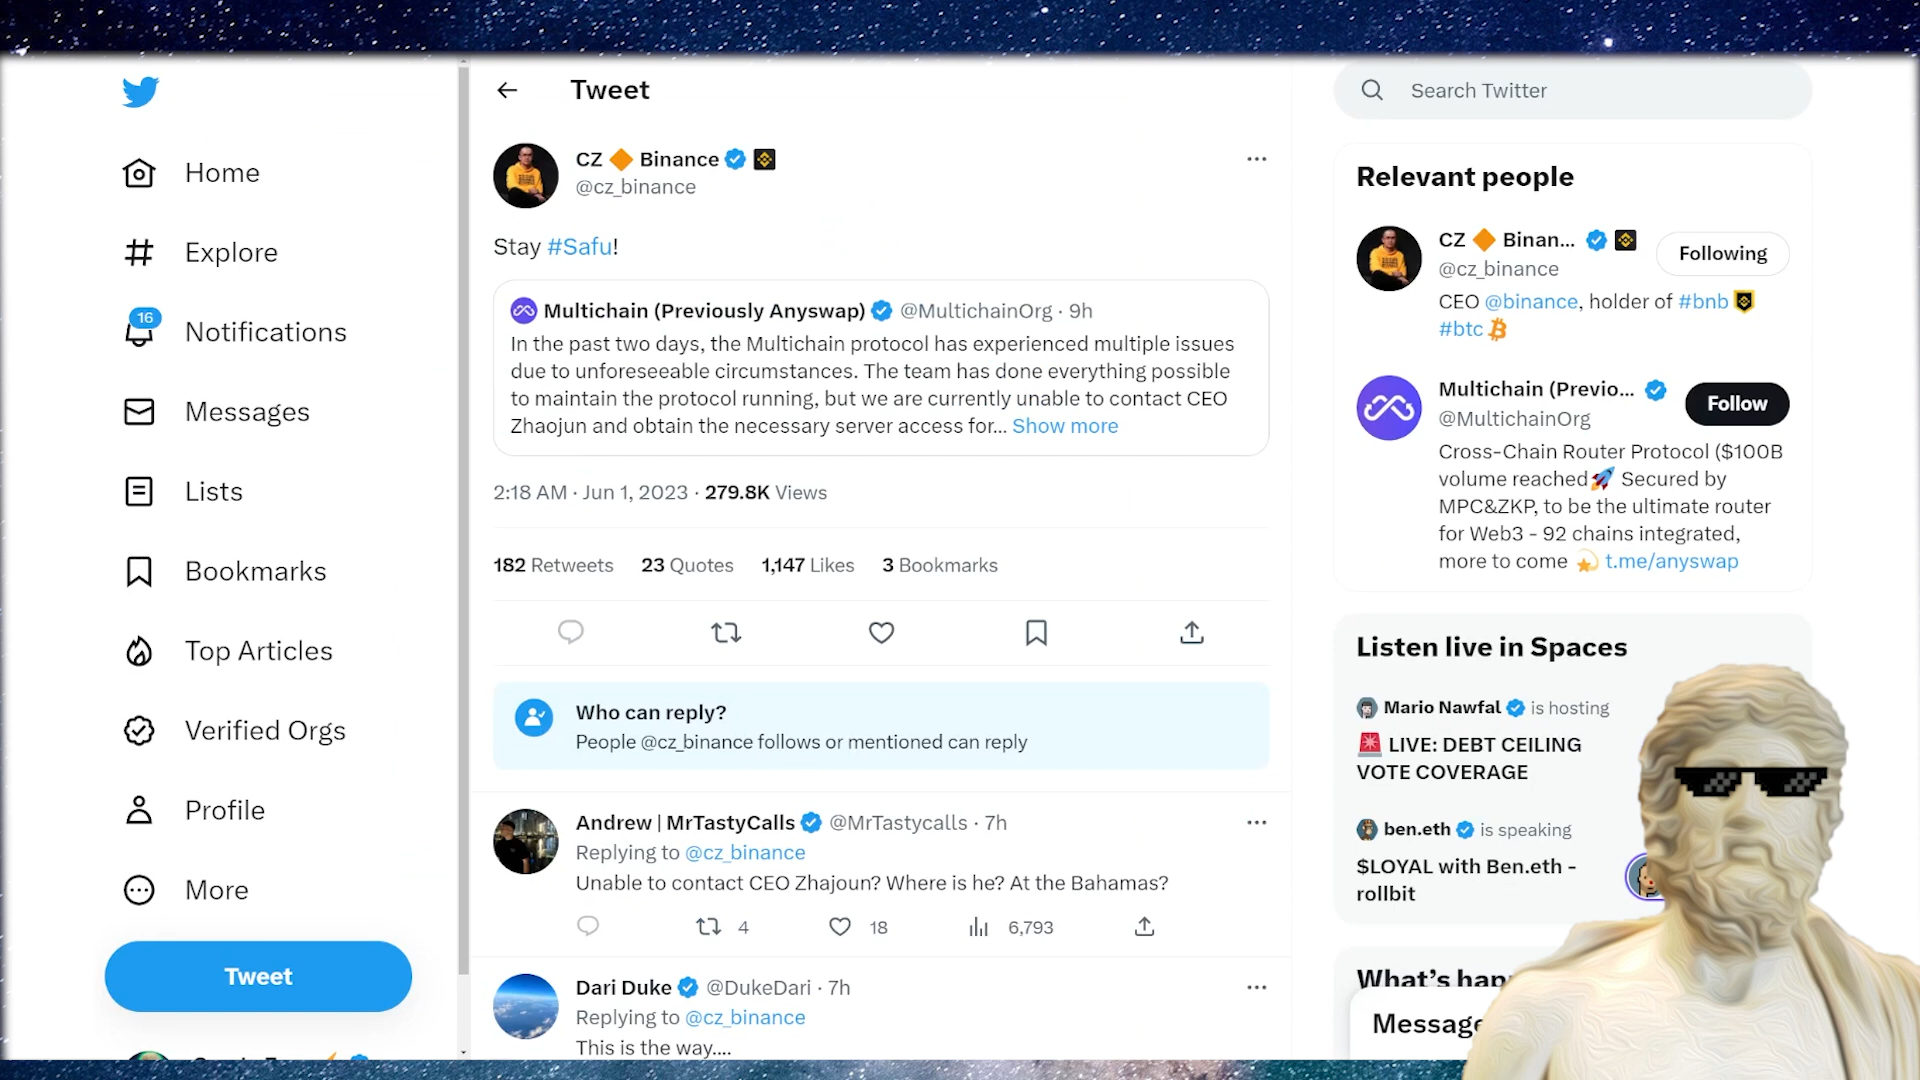 Home
Explore
16
Notifications
Messages
Lists
Bookmarks
Top Articles
Verified Orgs
Profile
More
Tweet
Tweet
CZ 🔶 Binance
@cz_binance
Stay #Safu!
Multichain (Previously Anyswap) @MultichainOrg · 9h
In the past two days, the Multichain protocol has experienced multiple issues
due to unforeseeable circumstances. The team has done everything possible
to maintain the protocol running, but we are currently unable to contact CEO
Zhaojun and obtain the necessary server access for... Show more
2:18 AM · Jun 1, 2023 · 279.8K Views
182 Retweets 23 Quotes 1,147 Likes 3 Bookmarks
Who can reply?
People @cz_binance follows or mentioned can reply
Andrew | MrTastyCalls @MrTastycalls · 7h
Replying to @cz_binance
Unable to contact CEO Zhajoun? Where is he? At the Bahamas?
4 18 6,793
Dari Duke @DukeDari · 7h
Replying to @cz_binance
This is the way....
Search Twitter
Relevant people
CZ 🔶 Binan...
@cz_binance
Following
CEO @binance, holder of #bnb
#btc
Multichain (Previo...
@MultichainOrg
Follow
Cross-Chain Router Protocol ($100B
volume reached🚀 Secured by
MPC&ZKP, to be the ultimate router
for Web3 - 92 chains integrated,
more to come 💫 t.me/anyswap
Listen live in Spaces
Mario Nawfal is hosting
🚨 LIVE: DEBT CEILING
VOTE COVERAGE
ben.eth is speaking
$LOYAL with Ben.eth -
rollbit
What's hap
Message